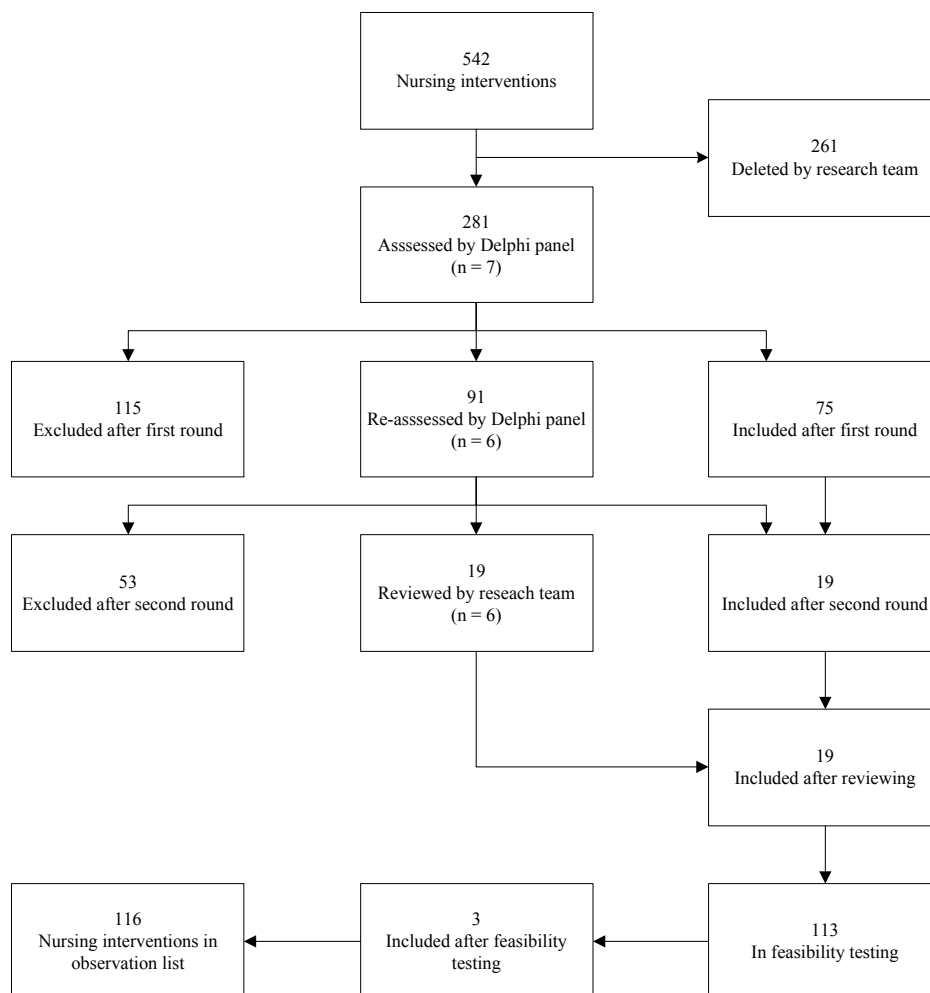 542
Nursing interventions
261
Deleted by research team
281
Asssessed by Delphi panel
(n = 7)
115
Excluded after first round
91
Re-asssessed by Delphi panel
(n = 6)
75
Included after first round
53
Excluded after second round
19
Reviewed by reseach team
(n = 6)
19
Included after second round
19
Included after reviewing
116
Nursing interventions in
observation list
3
Included after feasibility
testing
113
In feasibility testing